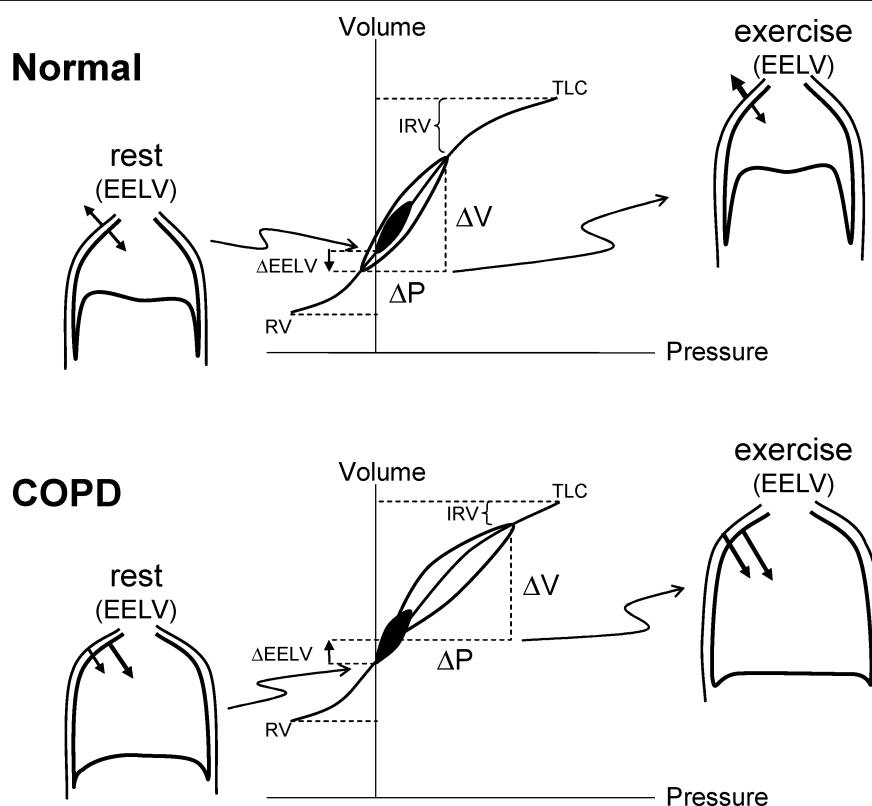 Normal
Volume
exercise
(EELV)
TLC
IRV
rest
(EELV)
ΔV
ΔEELV
ΔP
RV
Pressure
COPD
Volume
exercise
(EELV)
TLC
IRV
rest
(EELV)
ΔV
ΔEELV
ΔP
RV
Pressure